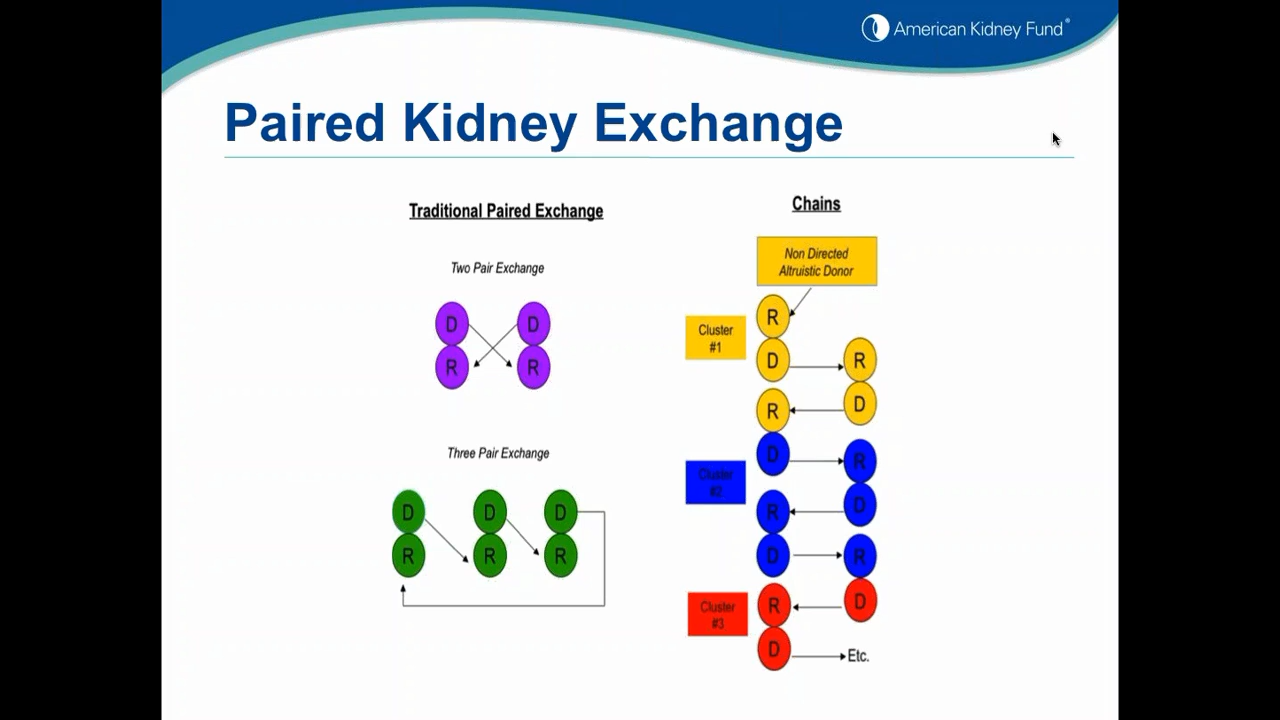 American Kidney Fund®
Paired Kidney Exchange
Traditional Paired Exchange
Two Pair Exchange
D D
R R
Three Pair Exchange
D D D
R R R
Chains
Non Directed
Altruistic Donor
Cluster
#1
R
D R
R D
Cluster
#2
D R
R D
D R
Cluster
#3
R D
D Etc.